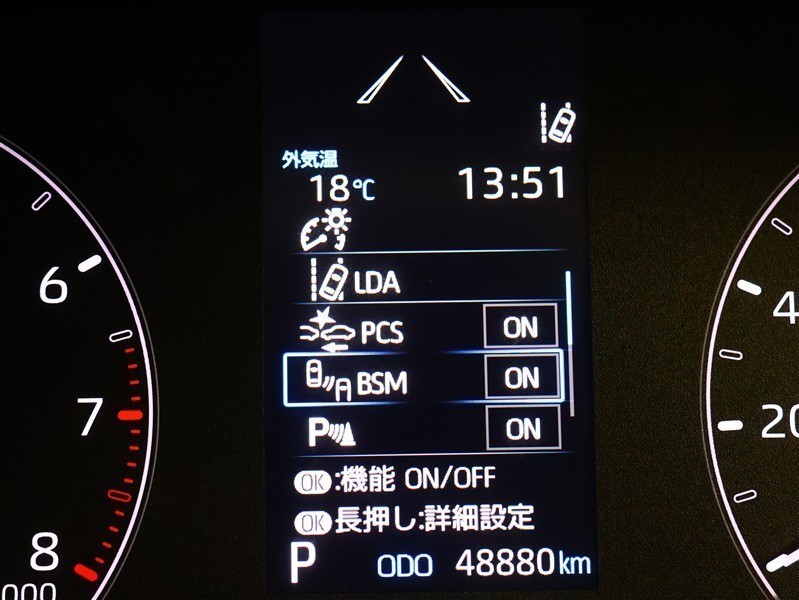 外気温
18℃ 13:51
LDA
PCS ON
BSM ON
P ON
OK:機能 ON/OFF
OK長押し:詳細設定
P ODO 48880km
6
7
8
000
4
20